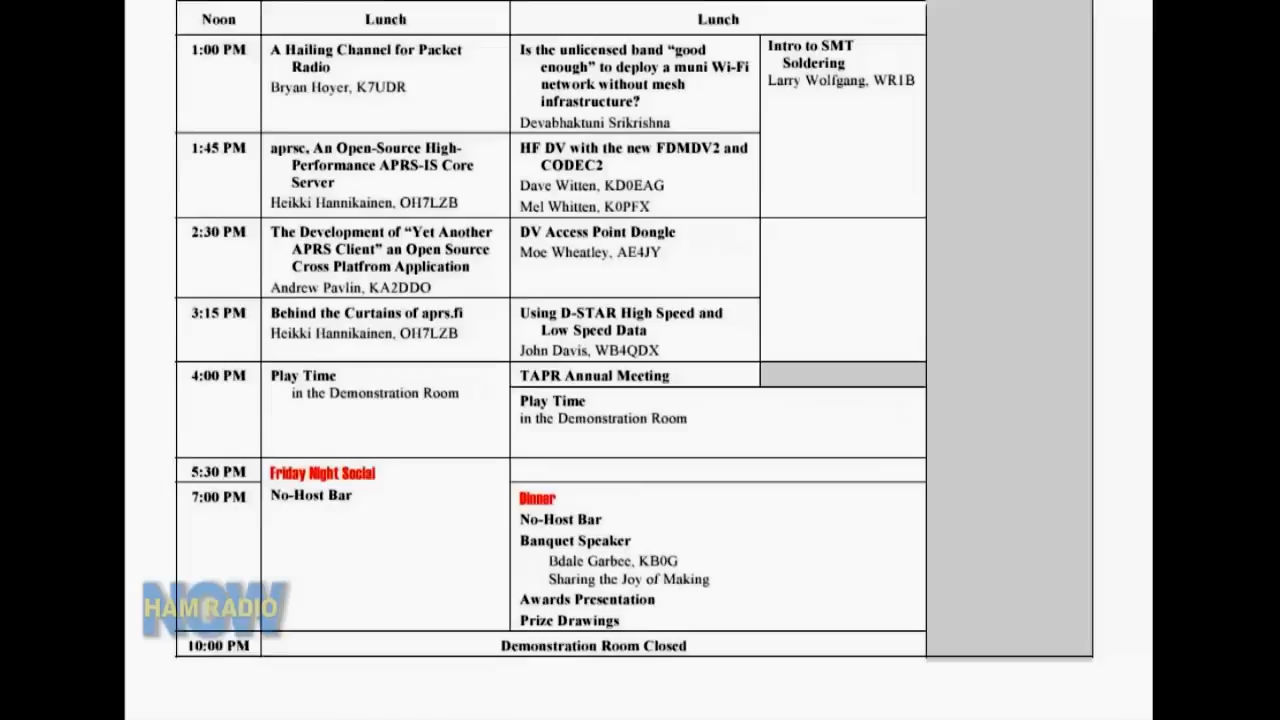 Noon
Lunch
Lunch
1:00 PM
A Hailing Channel for Packet
Radio
Bryan Hoyer, K7UDR
Is the unlicensed band “good
enough” to deploy a muni Wi-Fi
network without mesh
infrastructure?
Devabhaktuni Srikrishna
Intro to SMT
Soldering
Larry Wolfgang, WR1B
1:45 PM
aprsc, An Open-Source High-
Performance APRS-IS Core
Server
Heikki Hannikainen, OH7LZB
HF DV with the new FDMDV2 and
CODEC2
Dave Witten, KD0EAG
Mel Whitten, K0PFX
2:30 PM
The Development of “Yet Another
APRS Client” an Open Source
Cross Platfrom Application
Andrew Pavlin, KA2DDO
DV Access Point Dongle
Moe Wheatley, AE4JY
3:15 PM
Behind the Curtains of aprs.fi
Heikki Hannikainen, OH7LZB
Using D-STAR High Speed and
Low Speed Data
John Davis, WB4QDX
4:00 PM
Play Time
in the Demonstration Room
TAPR Annual Meeting
Play Time
in the Demonstration Room
5:30 PM
Friday Night Social
7:00 PM
No-Host Bar
Dinner
No-Host Bar
Banquet Speaker
Bdale Garbee, KB0G
Sharing the Joy of Making
Awards Presentation
Prize Drawings
NOW
HAM RADIO
10:00 PM
Demonstration Room Closed